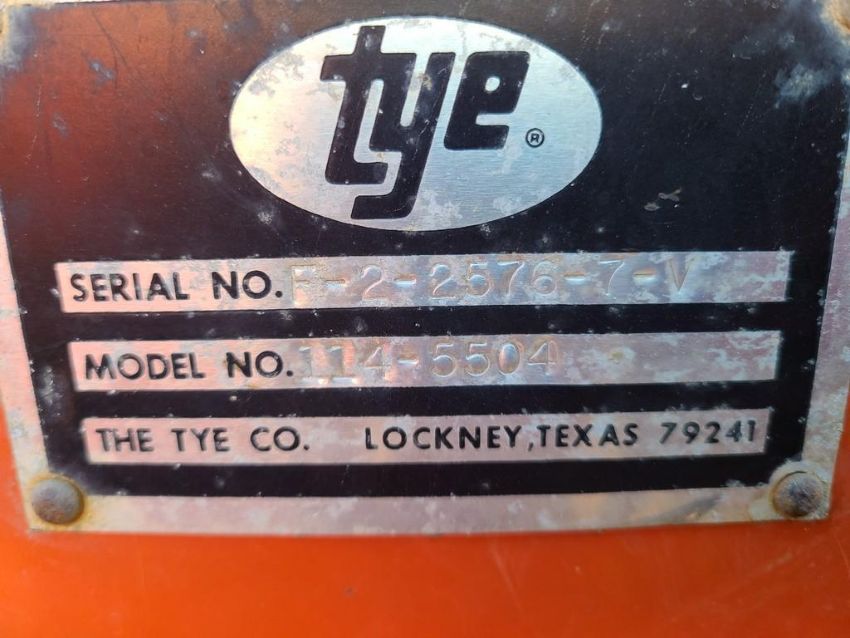 tye ®
SERIAL NO. F-2-2576-7-V
MODEL NO. 114-5504
THE TYE CO. LOCKNEY, TEXAS 79241